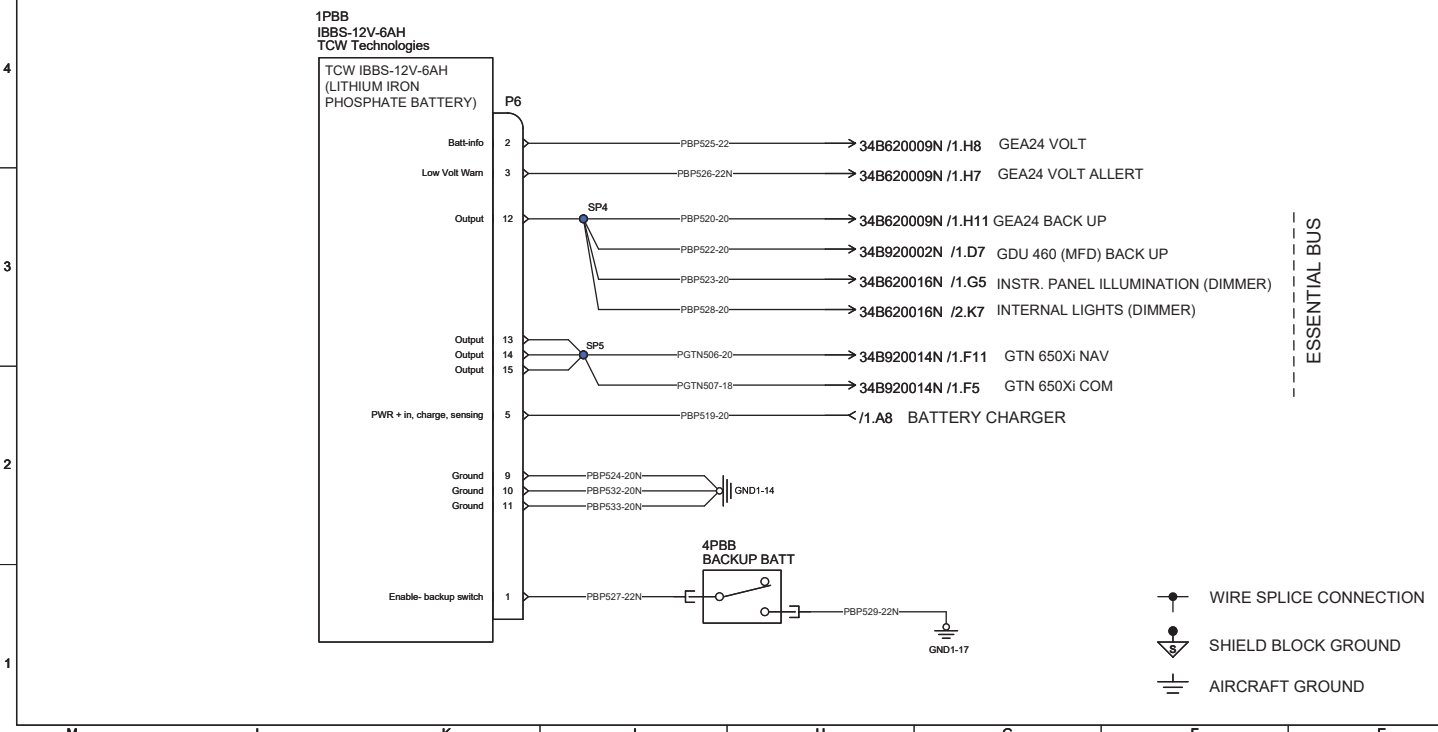 1PBB
IBBS-12V-6AH
TCW Technologies
4
TCW IBBS-12V-6AH
(LITHIUM IRON
PHOSPHATE BATTERY)
P6
Batt-info 2 PBP525-22 34B620009N /1.H8 GEA24 VOLT
Low Volt Warn 3 PBP526-22N 34B620009N /1.H7 GEA24 VOLT ALLERT
SP4
Output 12 PBP520-20 34B620009N /1.H11 GEA24 BACK UP
PBP522-20 34B920002N /1.D7 GDU 460 (MFD) BACK UP
3
PBP523-20 34B620016N /1.G5 INSTR. PANEL ILLUMINATION (DIMMER)
PBP528-20 34B620016N /2.K7 INTERNAL LIGHTS (DIMMER)
ESSENTIAL BUS
Output 13
SP5
Output 14 PGTN506-20 34B920014N /1.F11 GTN 650Xi NAV
Output 15
PGTN507-18 34B920014N /1.F5 GTN 650Xi COM
PWR + in, charge, sensing 5 PBP519-20 /1.A8 BATTERY CHARGER
2
Ground 9 PBP524-20N
Ground 10 PBP532-20N GND1-14
Ground 11 PBP533-20N
4PBB
BACKUP BATT
Enable- backup switch 1 PBP527-22N
PBP529-22N
GND1-17
WIRE SPLICE CONNECTION
S SHIELD BLOCK GROUND
1
AIRCRAFT GROUND